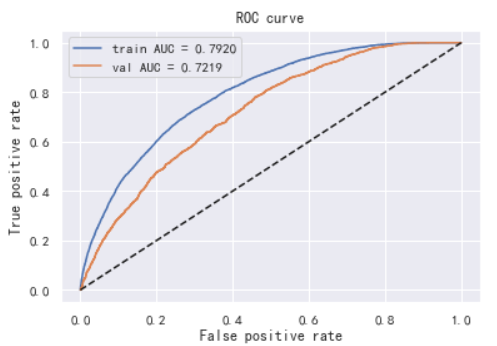 ROC curve
train AUC = 0.7920
val AUC = 0.7219
True positive rate
1.0
0.8
0.6
0.4
0.2
0.0
0.0 0.2 0.4 0.6 0.8 1.0
False positive rate